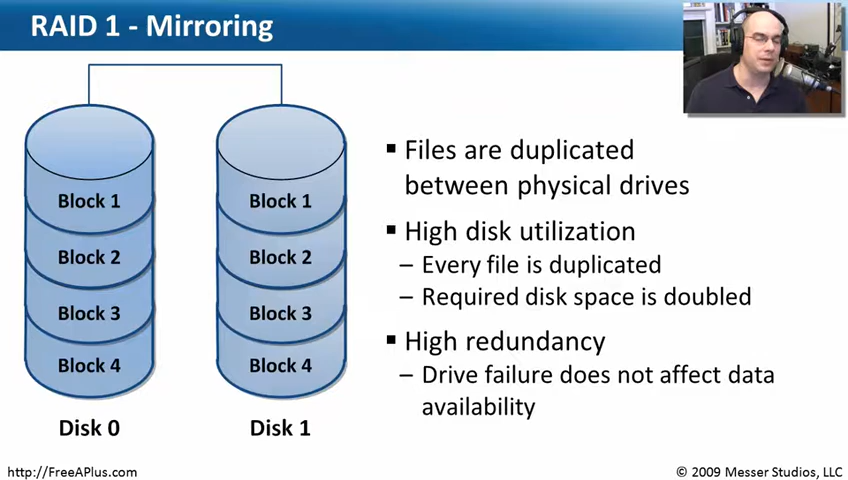 RAID 1 - Mirroring
Block 1
Block 2
Block 3
Block 4
Disk 0
Block 1
Block 2
Block 3
Block 4
Disk 1
Files are duplicated
between physical drives
High disk utilization
– Every file is duplicated
– Required disk space is doubled
High redundancy
– Drive failure does not affect data
availability
http://FreeAPlus.com
© 2009 Messer Studios, LLC